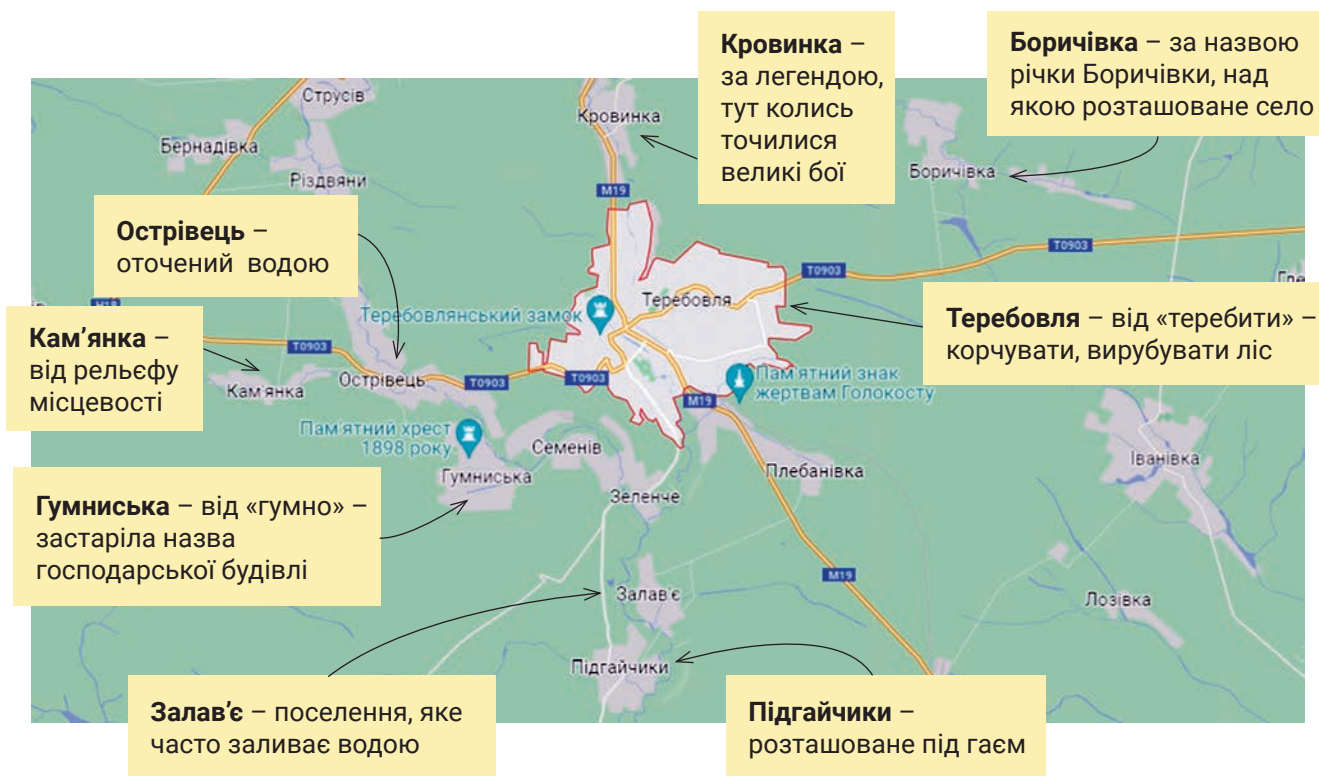 Кровинка –
за легендою,
тут колись
точилися
великі бої
Боричівка – за назвою
річки Боричівки, над
якою розташоване село
Струсів
Бернадівка
Різдвяни
Кровинка
M19
Боричівка
Острівець –
оточений водою
T0903
T0903
Теребовля
Теребовлянський замок
Теребовля – від «теребити» –
корчувати, вирубувати ліс
Кам’янка –
від рельєфу
місцевості
T0903
Кам'янка
Острівець
T0903
T0903
M19
Пам'ятний знак
жертвам Голокосту
Пам'ятний хрест
1898 року
Семенів
Гумниська
Зеленче
Плебанівка
Іванівка
Гумниська – від «гумно» –
застаріла назва
господарської будівлі
M19
Залав'є
Лозівка
Підгайчики
Залав’є – поселення, яке
часто заливає водою
Підгайчики –
розташоване під гаєм